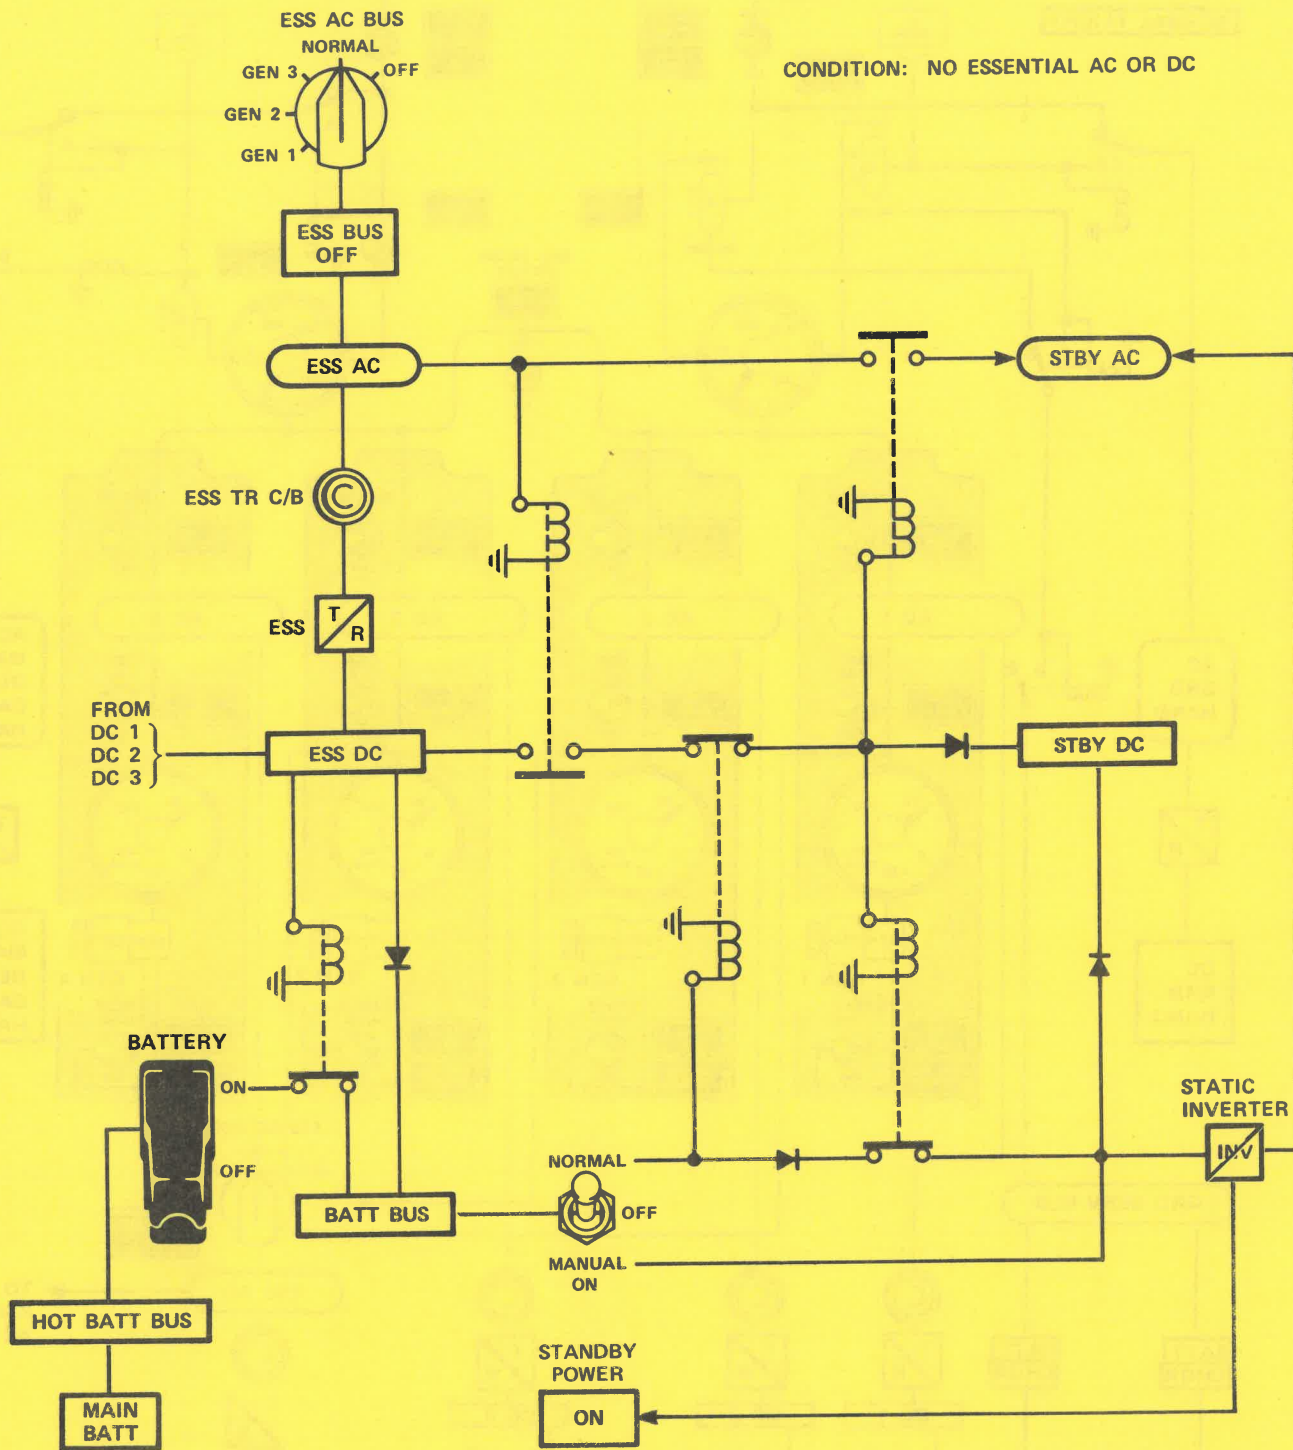 ESS AC BUS
NORMAL
GEN 3
OFF
GEN 2
GEN 1
CONDITION: NO ESSENTIAL AC OR DC
ESS BUS
OFF
ESS AC
STBY AC
ESS TR C/B
C
ESS
T
R
FROM
DC 1
DC 2
DC 3
ESS DC
STBY DC
BATTERY
ON
OFF
STATIC
INVERTER
INV
NORMAL
OFF
BATT BUS
MANUAL
ON
HOT BATT BUS
STANDBY
POWER
ON
MAIN
BATT